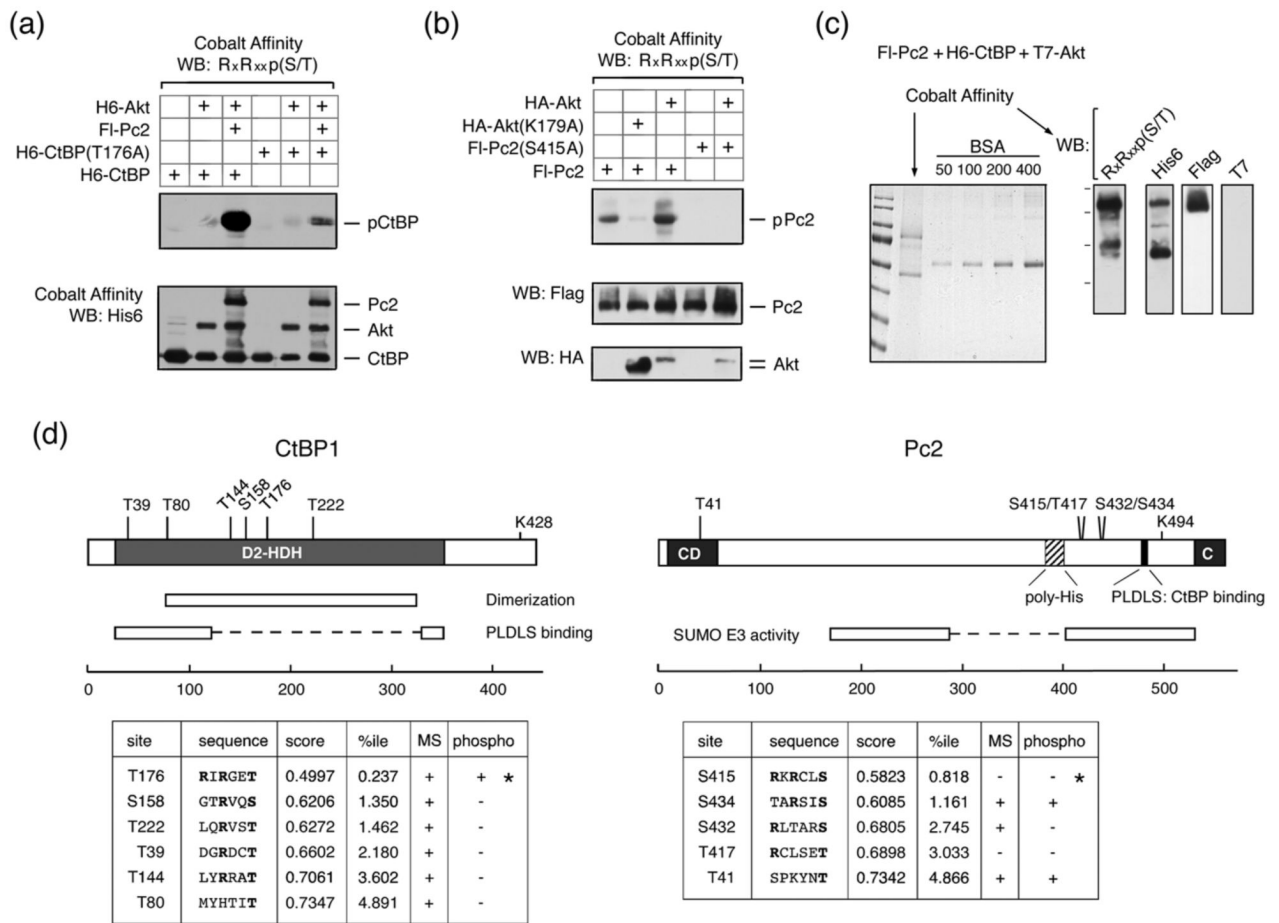 (a)
Cobalt Affinity
WB: RxRxxp(S/T)
H6-Akt + + + +
Fl-Pc2 + +
H6-CtBP(T176A) + + +
H6-CtBP + + +
pCtBP
Cobalt Affinity
WB: His6
Pc2
Akt
CtBP
(b)
Cobalt Affinity
WB: RxRxxp(S/T)
HA-Akt + +
HA-Akt(K179A) +
Fl-Pc2(S415A) + +
Fl-Pc2 + + +
pPc2
WB: Flag
Pc2
WB: HA
Akt
(c)
Fl-Pc2 + H6-CtBP + T7-Akt
Cobalt Affinity
BSA
50 100 200 400
WB:
RxRxxp(S/T)
His6
Flag
T7
(d)
CtBP1
T39 T80 T144 S158 T176 T222 K428
D2-HDH
Dimerization
PLDLS binding
0 100 200 300 400
site sequence score %ile MS phospho
T176 RIRGET 0.4997 0.237 + + *
S158 GTRVQS 0.6206 1.350 + -
T222 LQRVST 0.6272 1.462 + -
T39 DGRDCT 0.6602 2.180 + -
T144 LYRRAT 0.7061 3.602 + -
T80 MYHTIT 0.7347 4.891 + -
Pc2
T41 S415/T417 S432/S434 K494
CD C
poly-His PLDLS: CtBP binding
SUMO E3 activity
0 100 200 300 400 500
site sequence score %ile MS phospho
S415 RKRCLS 0.5823 0.818 - - *
S434 TARSIS 0.6085 1.161 + +
S432 RLTARS 0.6805 2.745 + -
T417 RCLSET 0.6898 3.033 - -
T41 SPKYNT 0.7342 4.866 + +